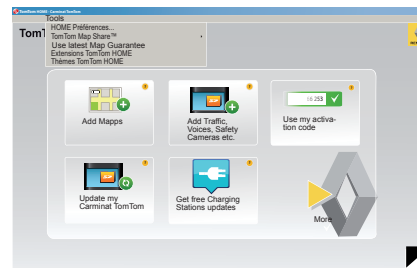 TomTom HOME - Carminat TomTom
Tools
HOME Préférences...
TomTom Map Share™
Use latest Map Guarantee
Extensions TomTom HOME
Thèmes TomTom HOME
TomT
Add Mapps
Add Traffic,
Voices, Safety
Cameras etc.
16 253
Use my activa-
tion code
Update my
Carminat TomTom
Get free Charging
Stations updates
More